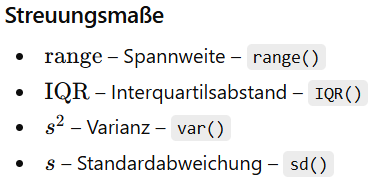 Streuungsmaße
• range – Spannweite – range()
• IQR – Interquartilsabstand – IQR()
• s² – Varianz – var()
• s – Standardabweichung – sd()